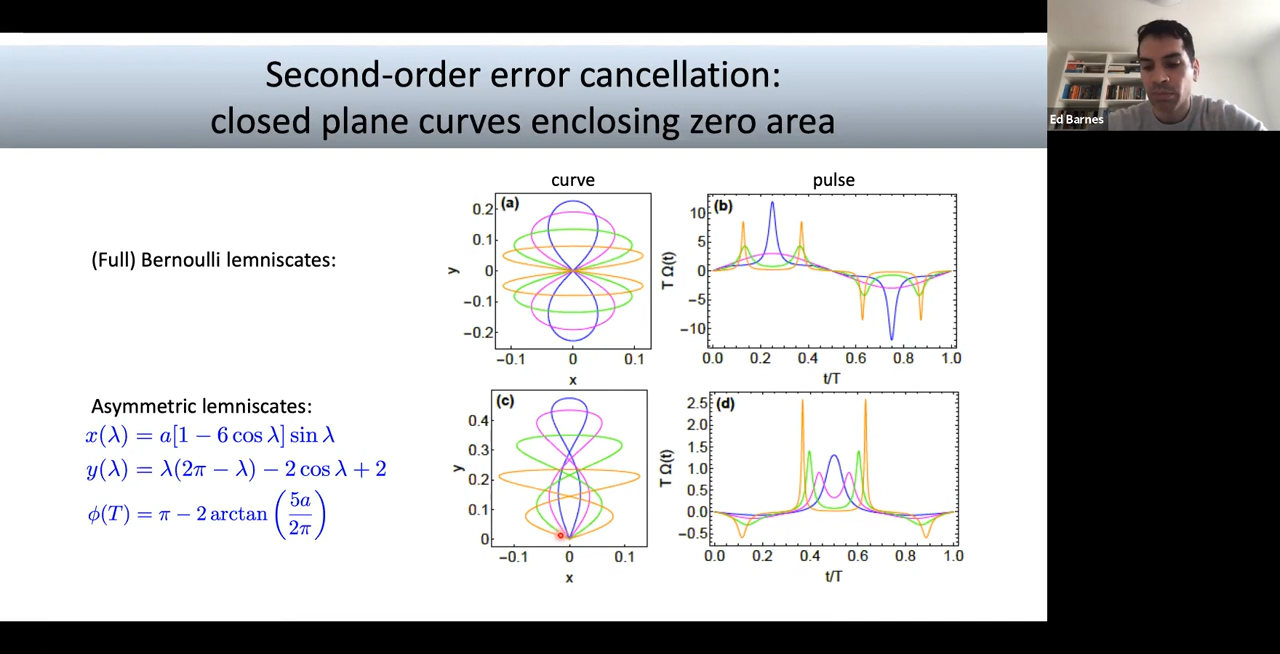 Second-order error cancellation:
closed plane curves enclosing zero area
Ed Barnes
curve
pulse
(Full) Bernoulli lemniscates:
(a)
0.2
0.1
0
−0.1
−0.2
y
−0.1 0 0.1
x
(b)
10
5
0
−5
−10
T Ω(t)
0.0 0.2 0.4 0.6 0.8 1.0
t/T
Asymmetric lemniscates:
x(λ) = a[1 − 6 cos λ] sin λ
y(λ) = λ(2π − λ) − 2 cos λ + 2
ϕ(T) = π − 2 arctan (5a/2π)
(c)
0.4
0.3
0.2
0.1
0
y
−0.1 0 0.1
x
(d)
2.5
2.0
1.5
1.0
0.5
0.0
−0.5
T Ω(t)
0.0 0.2 0.4 0.6 0.8 1.0
t/T